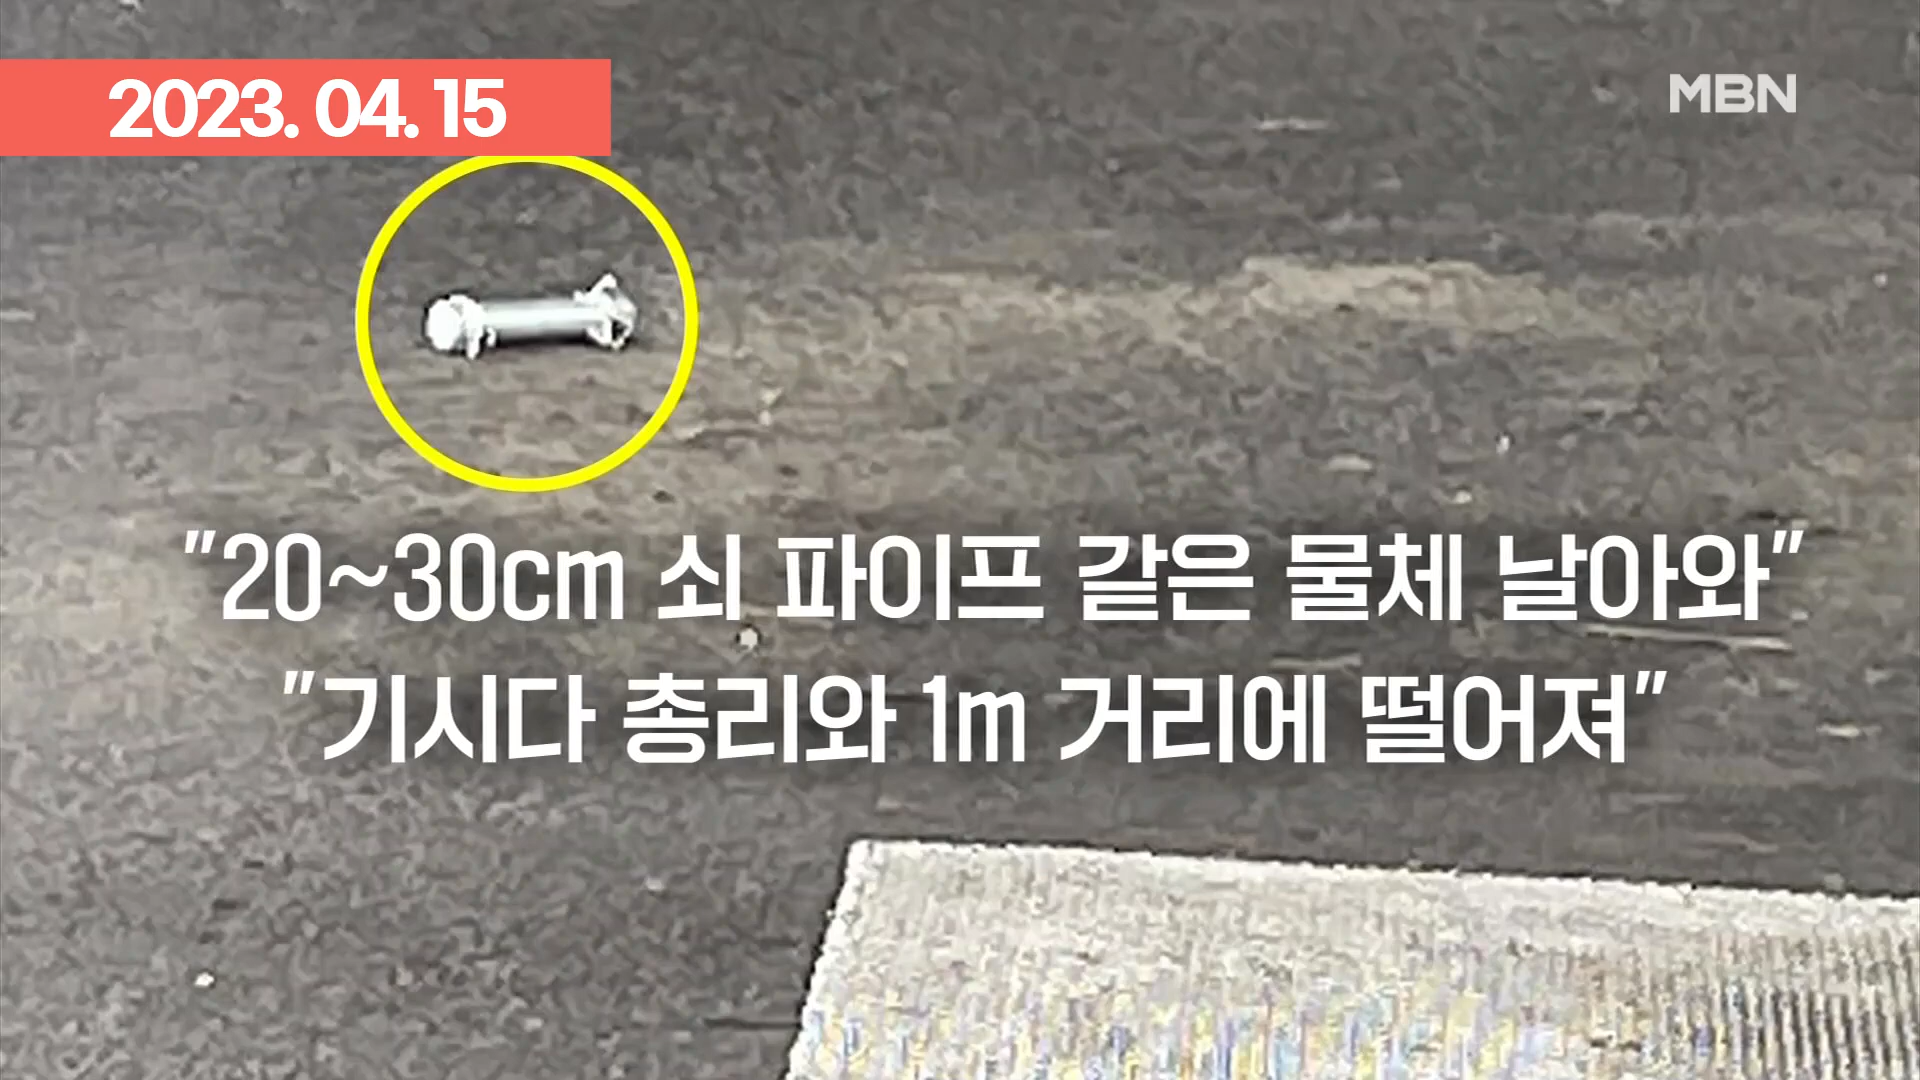 2023. 04. 15
MBN
"20~30cm 쇠 파이프 같은 물체 날아와"
"기시다 총리와 1m 거리에 떨어져"